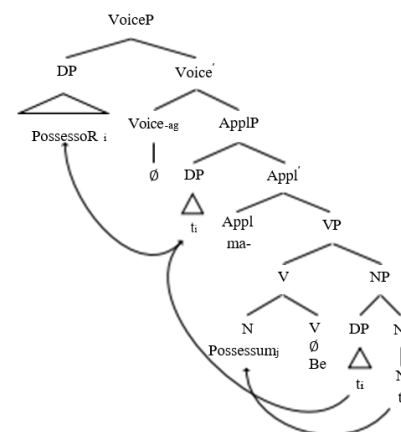 VoiceP
DP Voice′
Voice-ag ApplP
PossessoR i
Ø DP Appl′
ti Appl VP
ma-
V NP
N V DP N
Possessumj Ø
Be N
ti t